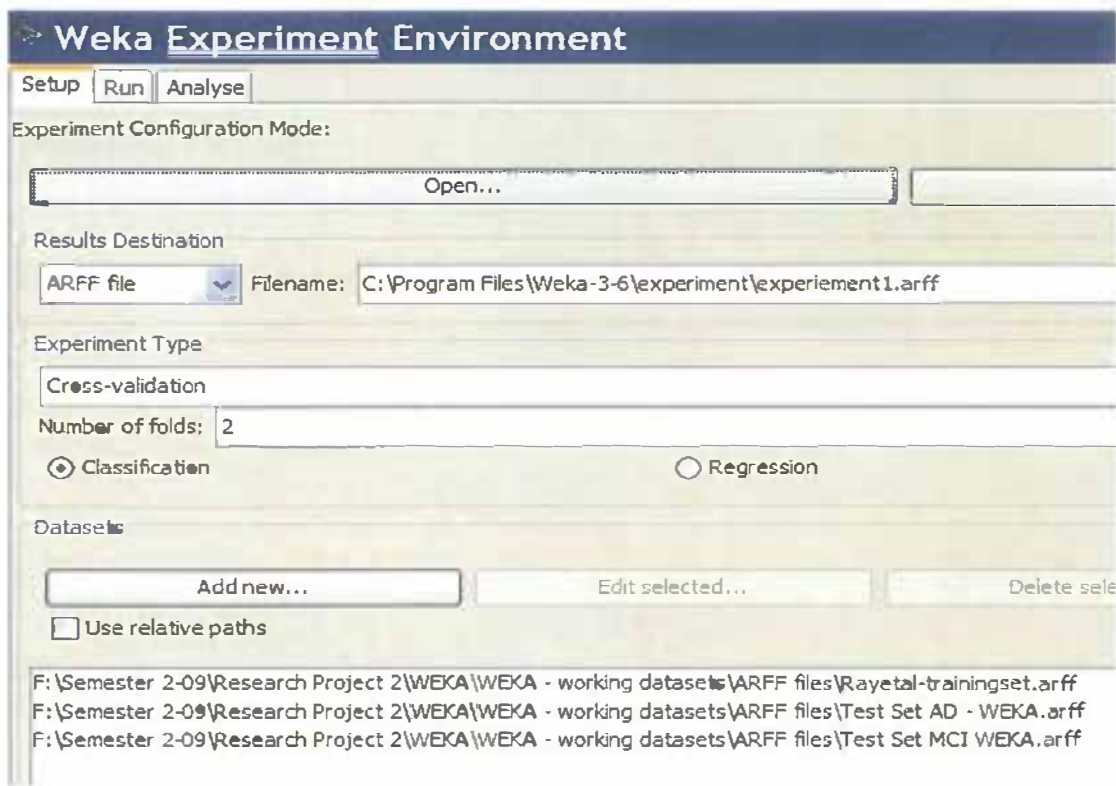 Weka Experiment Environment
Setup Run Analyse
Experiment Configuration Mode:
Open...
Results Destination
ARFF file Filename: C:\Program Files\Weka-3-6\experiment\experiement1.arff
Experiment Type
Cross-validation
Number of folds: 2
Classification Regression
Datasets
Add new... Edit selected... Delete sele
Use relative paths
F:\Semester 2-09\Research Project 2\WEKA\WEKA - working datasets\ARFF files\Rayetal-trainingset.arff
F:\Semester 2-09\Research Project 2\WEKA\WEKA - working datasets\ARFF files\Test Set AD - WEKA.arff
F:\Semester 2-09\Research Project 2\WEKA\WEKA - working datasets\ARFF files\Test Set MCI WEKA.arff